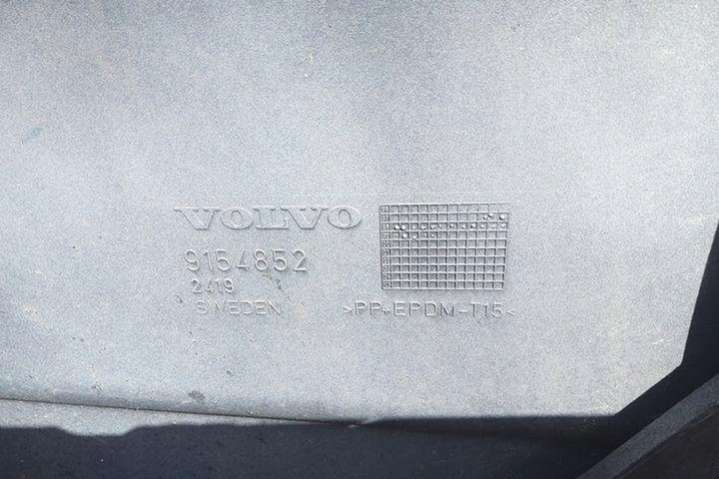 VOLVO
9154852
2419
SWEDEN
>PP+EPDM-T15<